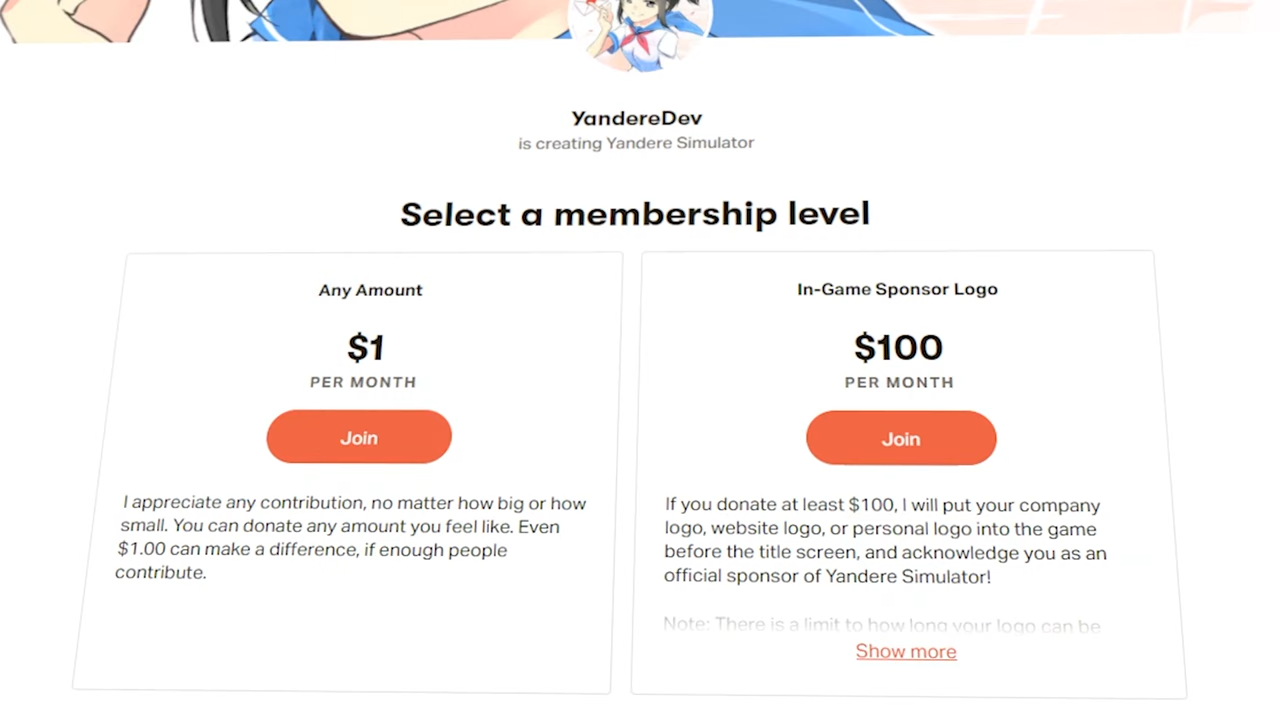 YandereDev
is creating Yandere Simulator
Select a membership level
Any Amount
$1
PER MONTH
Join
I appreciate any contribution, no matter how big or how
small. You can donate any amount you feel like. Even
$1.00 can make a difference, if enough people
contribute.
In-Game Sponsor Logo
$100
PER MONTH
Join
If you donate at least $100, I will put your company
logo, website logo, or personal logo into the game
before the title screen, and acknowledge you as an
official sponsor of Yandere Simulator!
Note: There is a limit to how long your logo can be
Show more